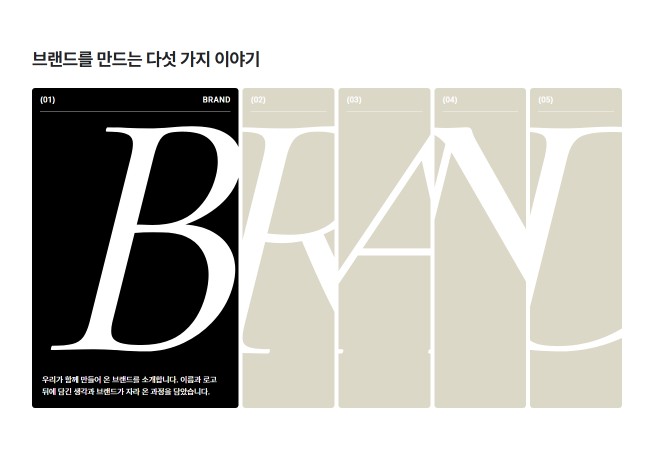 브랜드를 만드는 다섯 가지 이야기
(01) BRAND (02) (03) (04) (05)
BRAND
우리가 함께 만들어 온 브랜드를 소개합니다. 이름과 로고
뒤에 담긴 생각과 브랜드가 자라 온 과정을 담았습니다.